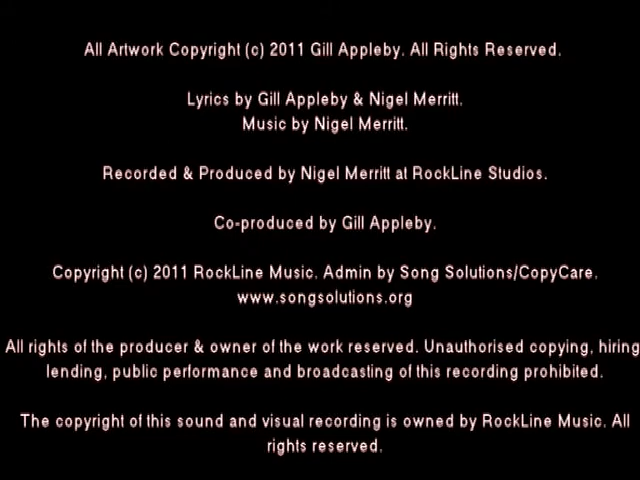 All Artwork Copyright (c) 2011 Gill Appleby. All Rights Reserved.
Lyrics by Gill Appleby & Nigel Merritt.
Music by Nigel Merritt.
Recorded & Produced by Nigel Merritt at RockLine Studios.
Co-produced by Gill Appleby.
Copyright (c) 2011 RockLine Music. Admin by Song Solutions/CopyCare.
www.songsolutions.org
All rights of the producer & owner of the work reserved. Unauthorised copying, hiring
lending, public performance and broadcasting of this recording prohibited.
The copyright of this sound and visual recording is owned by RockLine Music. All
rights reserved.